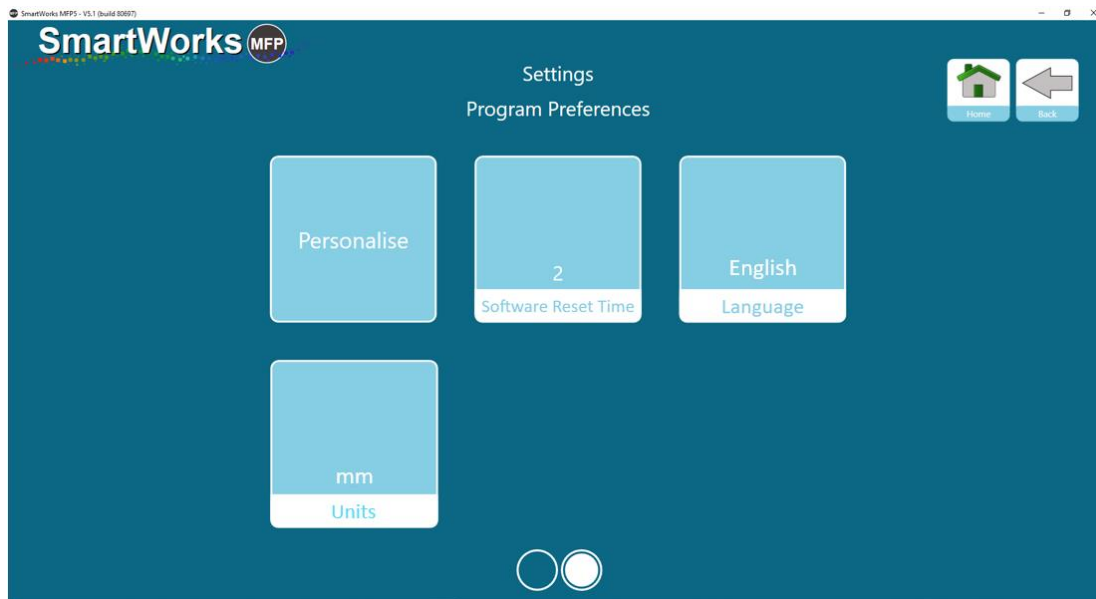 SmartWorks MFP5 - V5.1 (build 80697)
SmartWorks MFP
Settings
Program Preferences
Home
Back
Personalise
2
Software Reset Time
English
Language
mm
Units